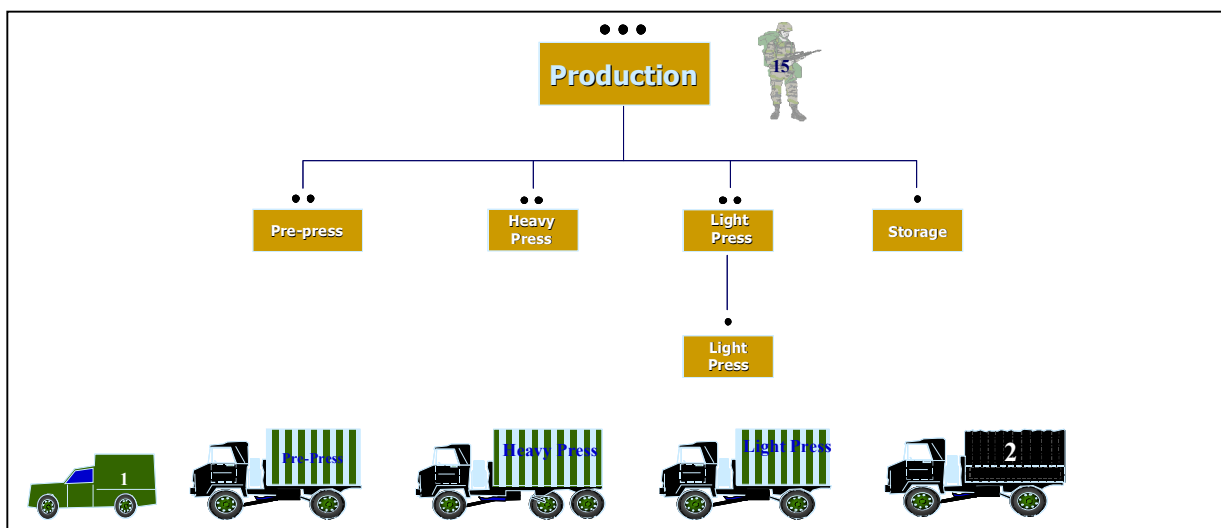 Production
15
Pre-press
Heavy
Press
Light
Press
Storage
Light
Press
1
Pre-Press
Heavy Press
Light Press
2